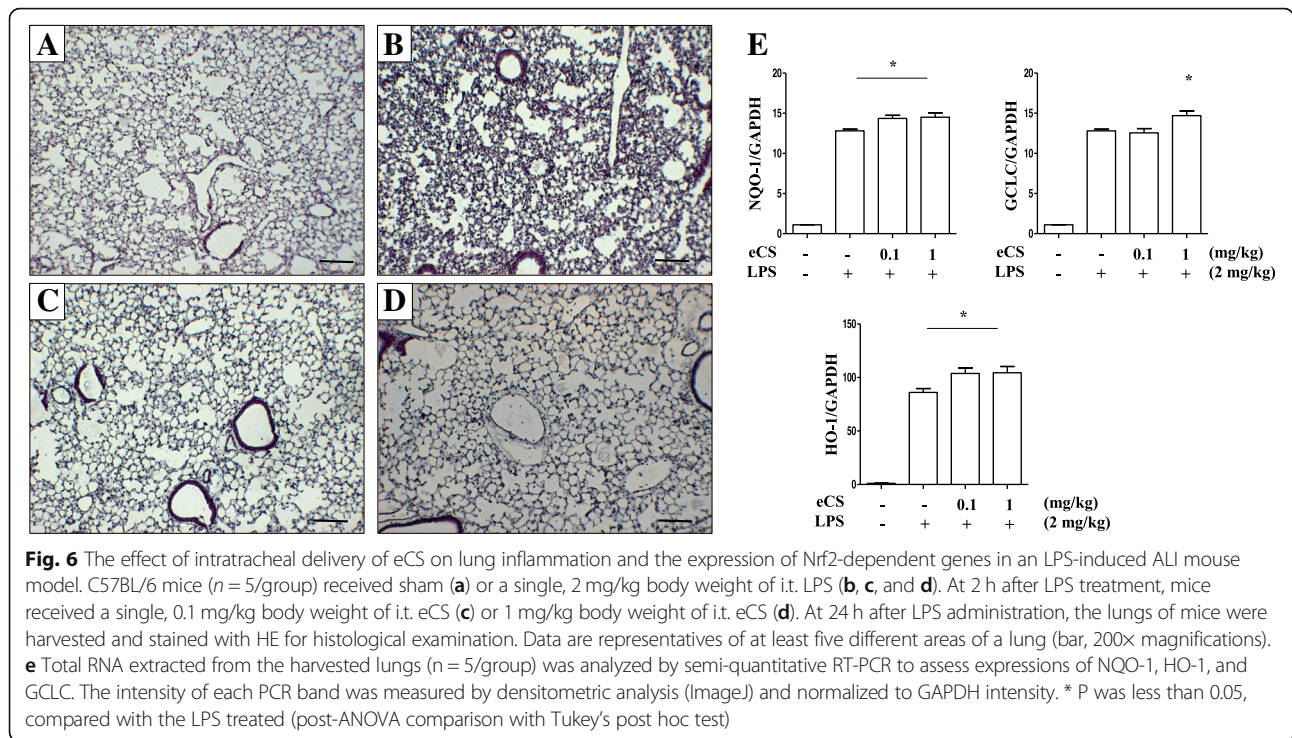 A
B
E
20
15
10
5
0
NQO-1/GAPDH
*
eCS - - 0.1 1
LPS - + + +
20
15
10
5
0
GCLC/GAPDH
*
eCS - - 0.1 1 (mg/kg)
LPS - + + + (2 mg/kg)
C
D
150
100
50
0
HO-1/GAPDH
*
eCS - - 0.1 1 (mg/kg)
LPS - + + + (2 mg/kg)
Fig. 6 The effect of intratracheal delivery of eCS on lung inflammation and the expression of Nrf2-dependent genes in an LPS-induced ALI mouse
model. C57BL/6 mice (n = 5/group) received sham (a) or a single, 2 mg/kg body weight of i.t. LPS (b, c, and d). At 2 h after LPS treatment, mice
received a single, 0.1 mg/kg body weight of i.t. eCS (c) or 1 mg/kg body weight of i.t. eCS (d). At 24 h after LPS administration, the lungs of mice were
harvested and stained with HE for histological examination. Data are representatives of at least five different areas of a lung (bar, 200× magnifications).
e Total RNA extracted from the harvested lungs (n = 5/group) was analyzed by semi-quantitative RT-PCR to assess expressions of NQO-1, HO-1, and
GCLC. The intensity of each PCR band was measured by densitometric analysis (ImageJ) and normalized to GAPDH intensity. * P was less than 0.05,
compared with the LPS treated (post-ANOVA comparison with Tukey's post hoc test)